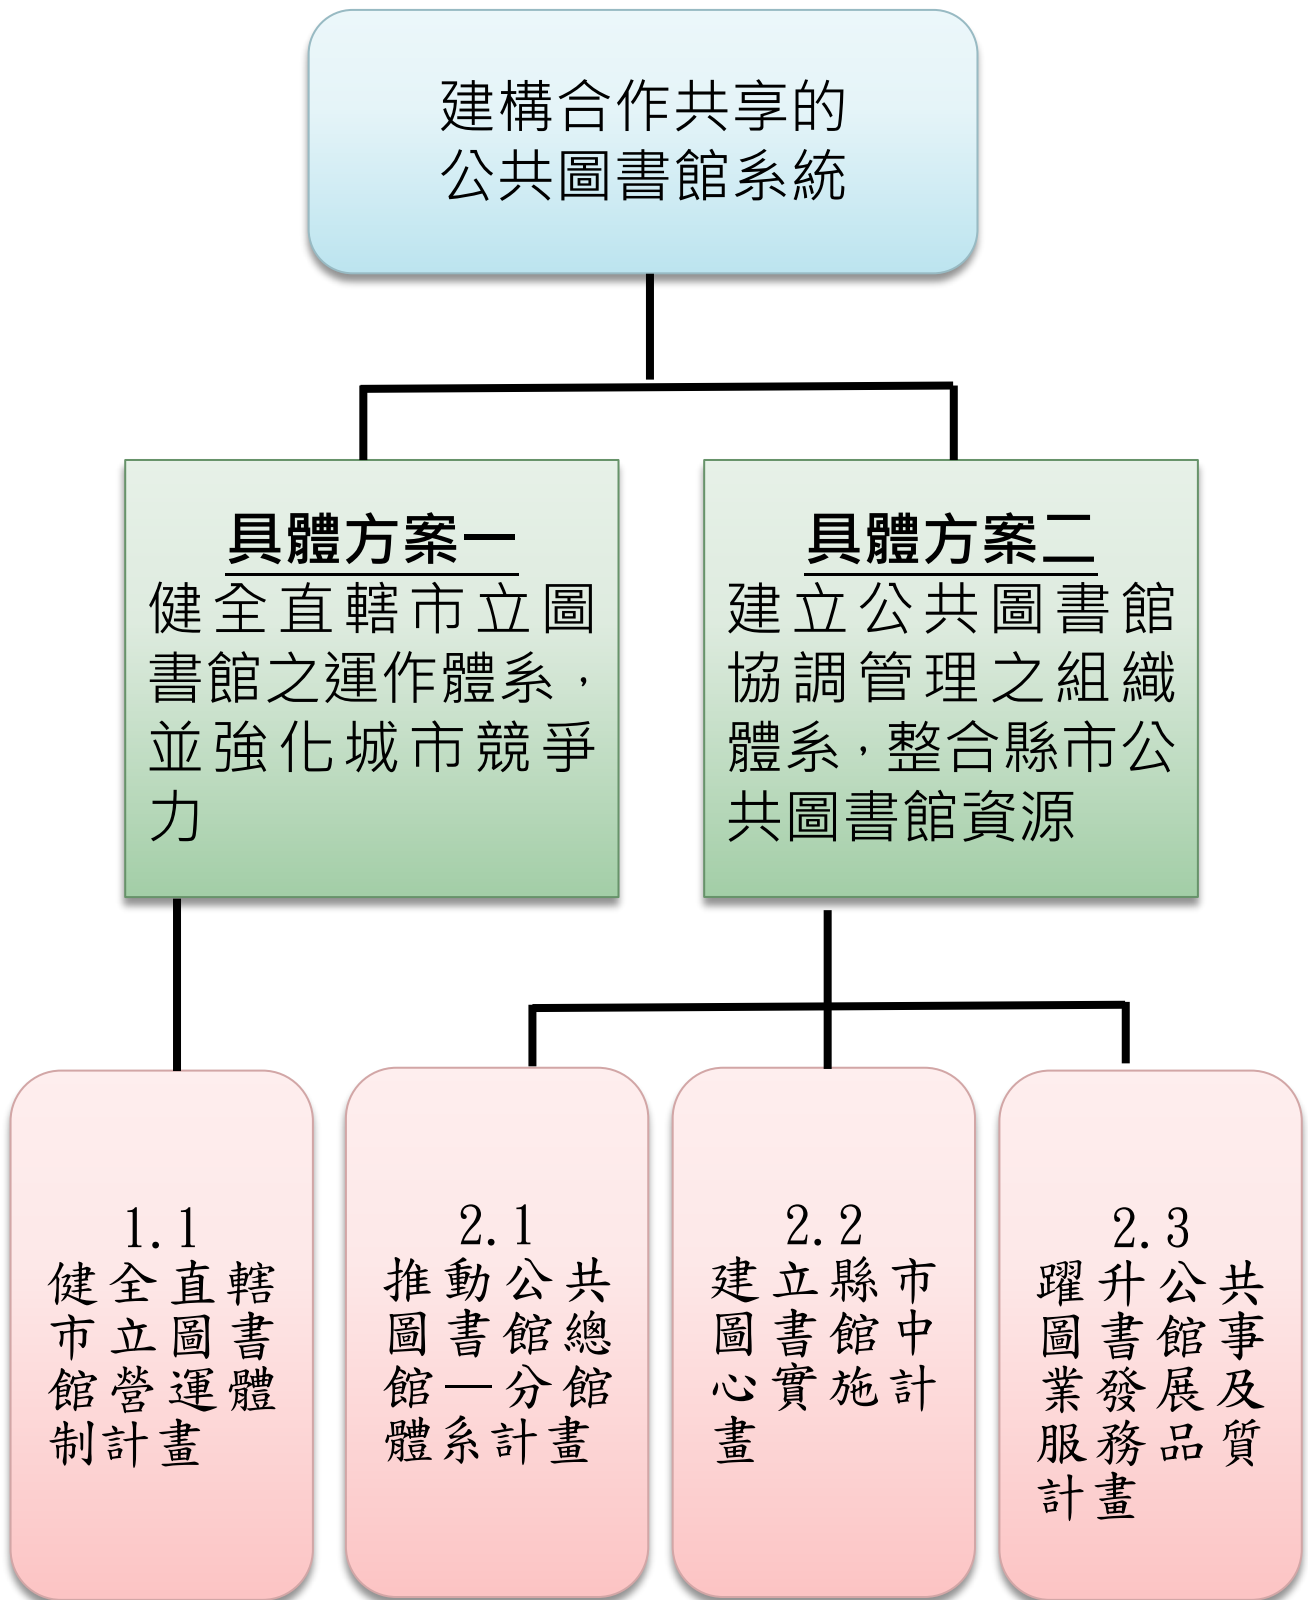 建構合作共享的
公共圖書館系統
具體方案一
健全直轄市立圖
書館之運作體系，
並強化城市競爭
力
具體方案二
建立公共圖書館
協調管理之組織
體系，整合縣市公
共圖書館資源
1.1
健全直轄
市立圖書
館營運體
制計畫
2.1
推動公共
圖書館總
館—分館
體系計畫
2.2
建立縣市
圖書館中
心實施計
畫
2.3
躍升公共
圖書館事
業發展及
服務品質
計畫